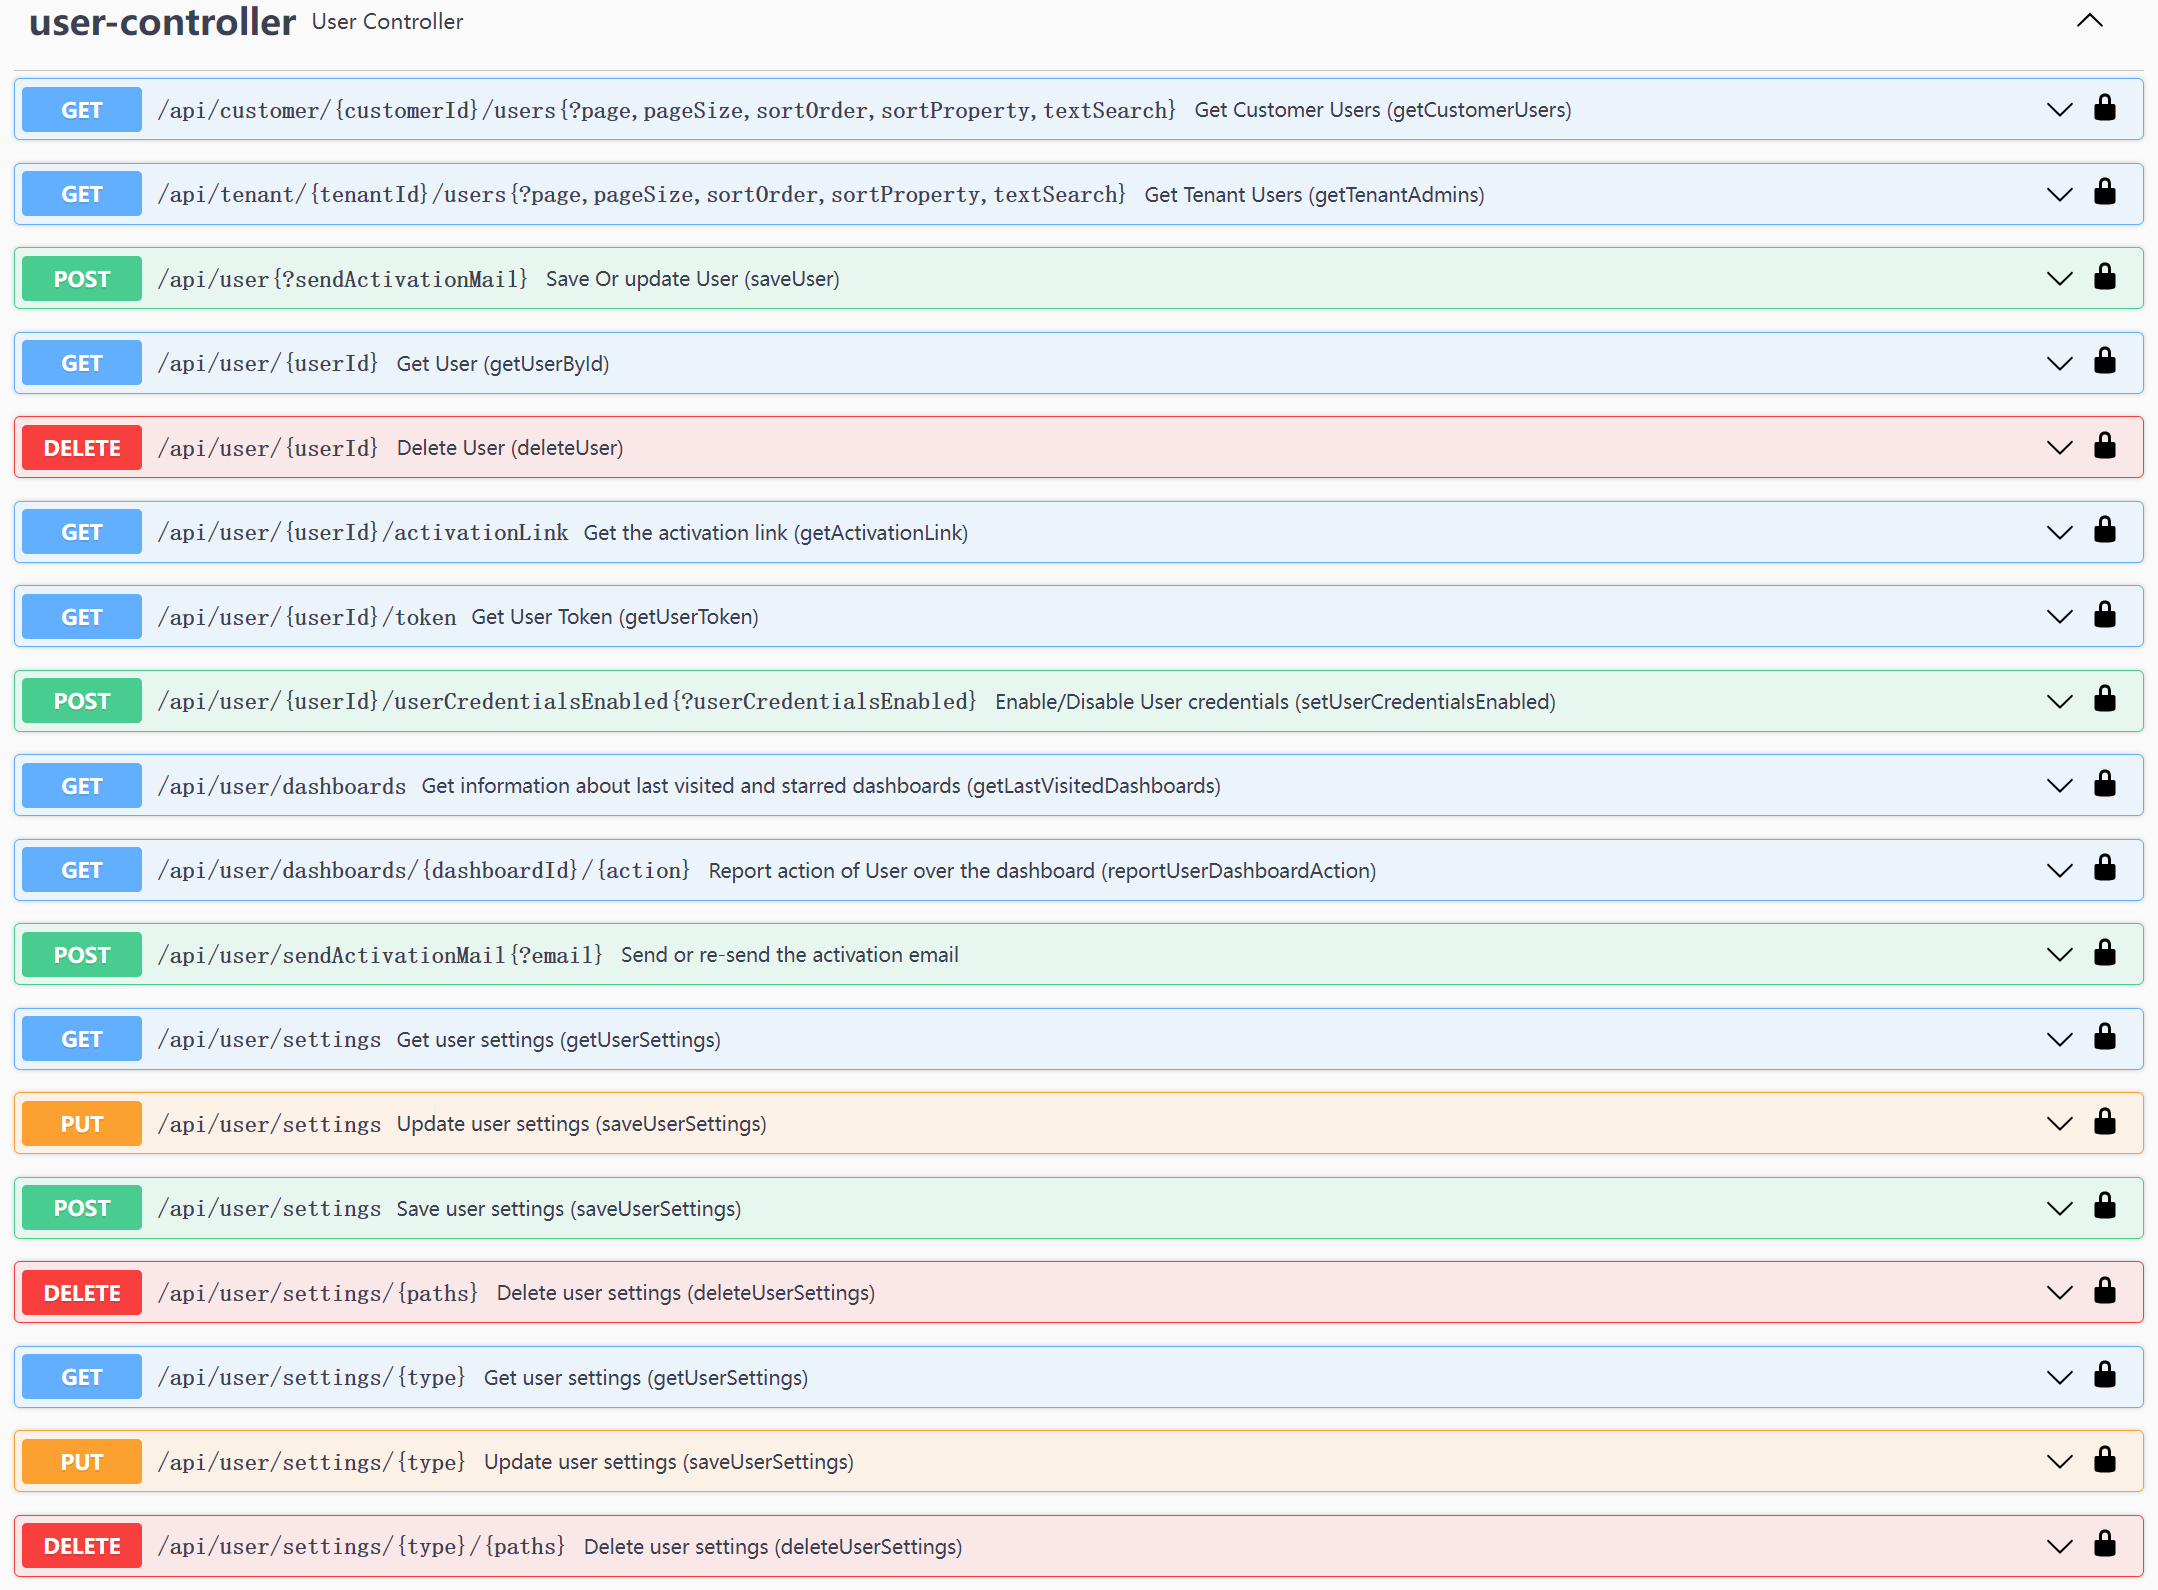 user-controller User Controller
GET /api/customer/{customerId}/users{?page,pageSize,sortOrder,sortProperty,textSearch} Get Customer Users (getCustomerUsers)
GET /api/tenant/{tenantId}/users{?page,pageSize,sortOrder,sortProperty,textSearch} Get Tenant Users (getTenantAdmins)
POST /api/user{?sendActivationMail} Save Or update User (saveUser)
GET /api/user/{userId} Get User (getUserById)
DELETE /api/user/{userId} Delete User (deleteUser)
GET /api/user/{userId}/activationLink Get the activation link (getActivationLink)
GET /api/user/{userId}/token Get User Token (getUserToken)
POST /api/user/{userId}/userCredentialsEnabled{?userCredentialsEnabled} Enable/Disable User credentials (setUserCredentialsEnabled)
GET /api/user/dashboards Get information about last visited and starred dashboards (getLastVisitedDashboards)
GET /api/user/dashboards/{dashboardId}/{action} Report action of User over the dashboard (reportUserDashboardAction)
POST /api/user/sendActivationMail{?email} Send or re-send the activation email
GET /api/user/settings Get user settings (getUserSettings)
PUT /api/user/settings Update user settings (saveUserSettings)
POST /api/user/settings Save user settings (saveUserSettings)
DELETE /api/user/settings/{paths} Delete user settings (deleteUserSettings)
GET /api/user/settings/{type} Get user settings (getUserSettings)
PUT /api/user/settings/{type} Update user settings (saveUserSettings)
DELETE /api/user/settings/{type}/{paths} Delete user settings (deleteUserSettings)